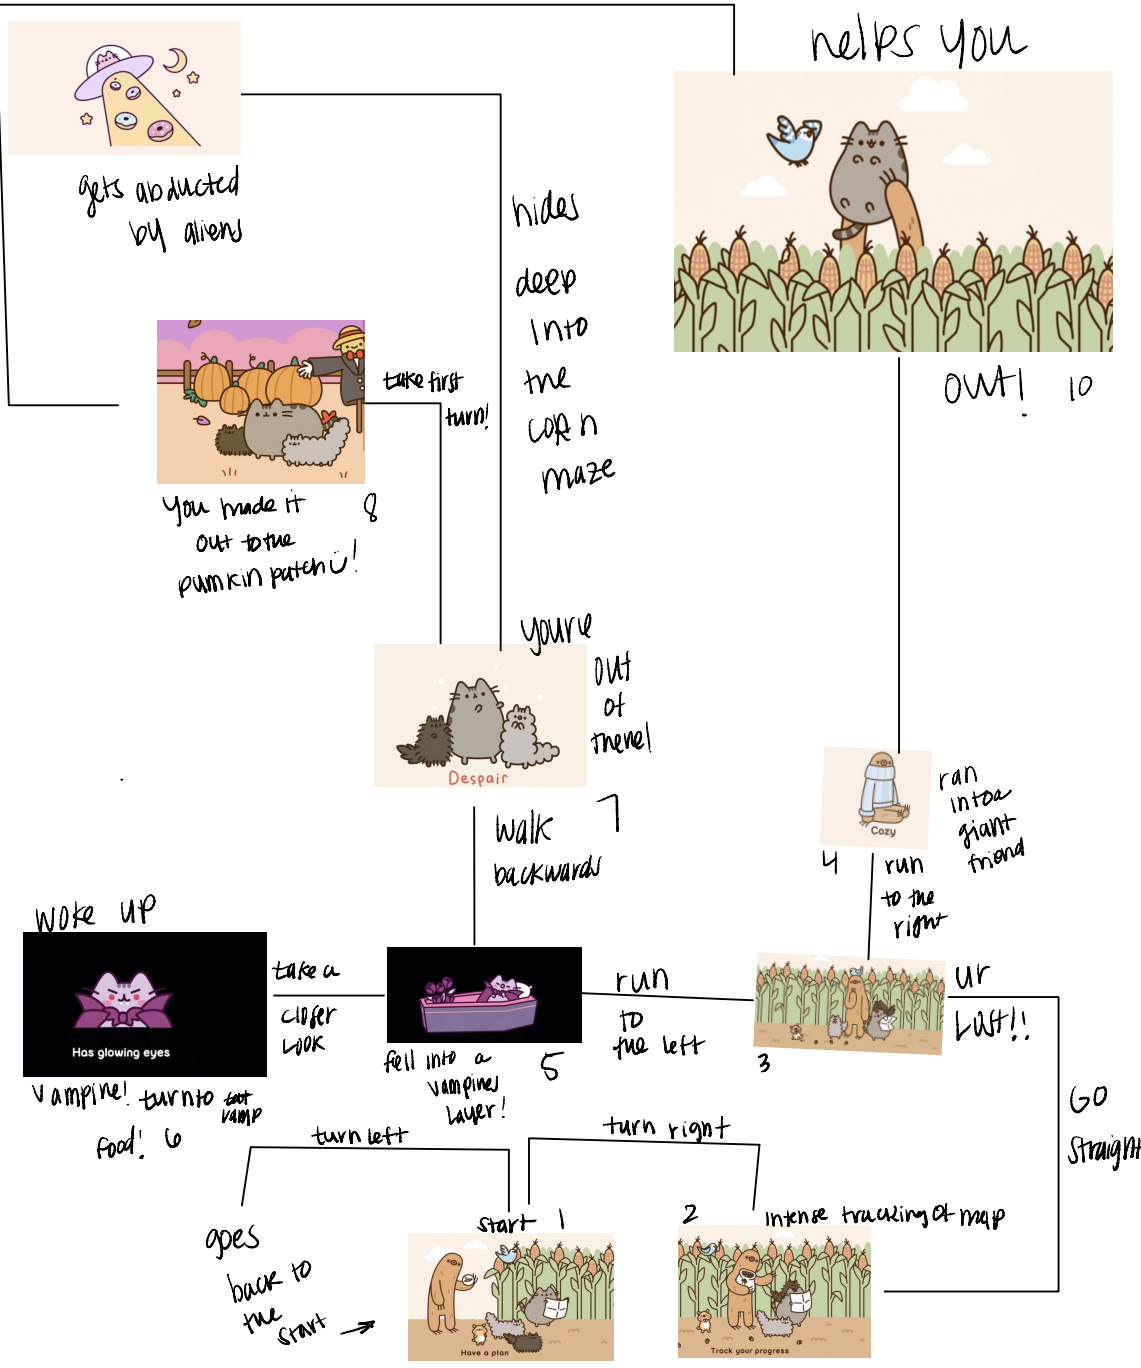 helps you
gets abducted
by aliens
hides
deep
into
the
corn
maze
out! 10
take first
turn!
you made it 8
out to the
pumkin patch!
you're
out
of
there!
Despair
walk 7
backwards
Cozy
ran
into a
giant
friend
4 run
to the
right
woke up
take a
closer
look
Has glowing eyes
vampire! turn to
vamp
food! 6
fell into a 5
vampires
layer!
run
to
the left
3
ur
LOST!!
GO
straight
turn left
turn right
goes
back to
the
start
start 1
Have a plan
2 intense tracking of map
Track your progress